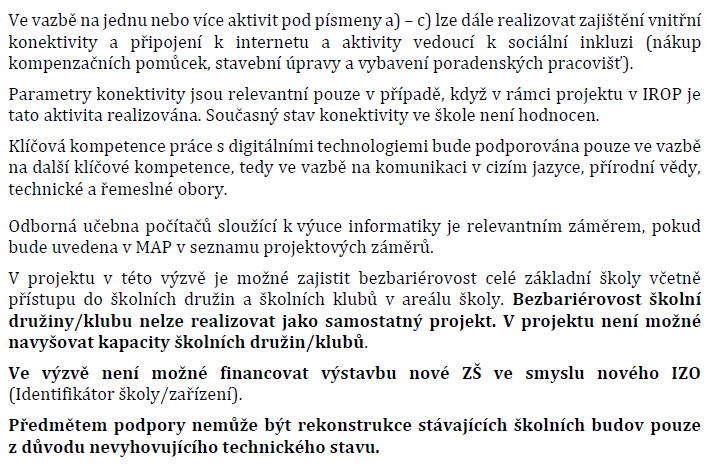 Ve vazbě na jednu nebo více aktivit pod písmeny a) – c) lze dále realizovat zajištění vnitřní
konektivity a připojení k internetu a aktivity vedoucí k sociální inkluzi (nákup
kompenzačních pomůcek, stavební úpravy a vybavení poradenských pracovišť).
Parametry konektivity jsou relevantní pouze v případě, když v rámci projektu v IROP je
tato aktivita realizována. Současný stav konektivity ve škole není hodnocen.
Klíčová kompetence práce s digitálními technologiemi bude podporována pouze ve vazbě
na další klíčové kompetence, tedy ve vazbě na komunikaci v cizím jazyce, přírodní vědy,
technické a řemeslné obory.
Odborná učebna počítačů sloužící k výuce informatiky je relevantním záměrem, pokud
bude uvedena v MAP v seznamu projektových záměrů.
V projektu v této výzvě je možné zajistit bezbariérovost celé základní školy včetně
přístupu do školních družin a školních klubů v areálu školy. Bezbariérovost školní
družiny/klubu nelze realizovat jako samostatný projekt. V projektu není možné
navyšovat kapacity školních družin/klubů.
Ve výzvě není možné financovat výstavbu nové ZŠ ve smyslu nového IZO
(Identifikátor školy/zařízení).
Předmětem podpory nemůže být rekonstrukce stávajících školních budov pouze
z důvodu nevyhovujícího technického stavu.